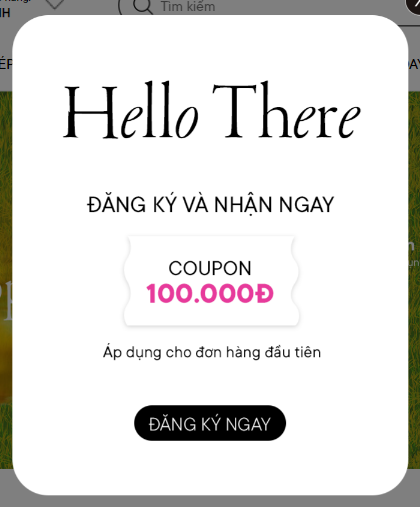 Tìm kiếm
Hello There
ĐĂNG KÝ VÀ NHẬN NGAY
COUPON
100.000Đ
Áp dụng cho đơn hàng đầu tiên
ĐĂNG KÝ NGAY